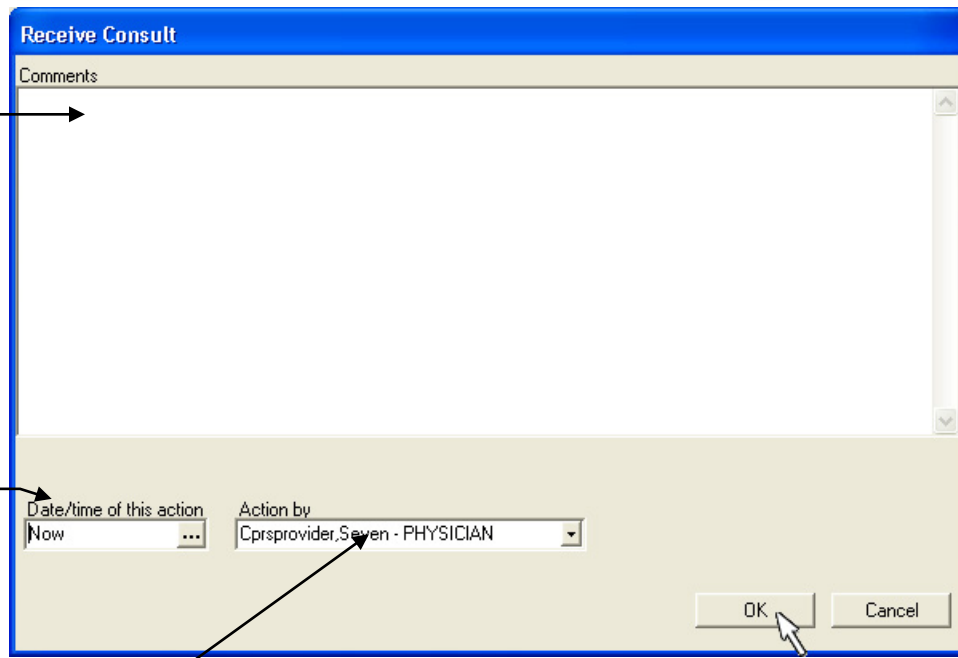 Receive Consult
Comments
Date/time of this action Action by
Now ... Cprsprovider,Seven - PHYSICIAN
OK Cancel